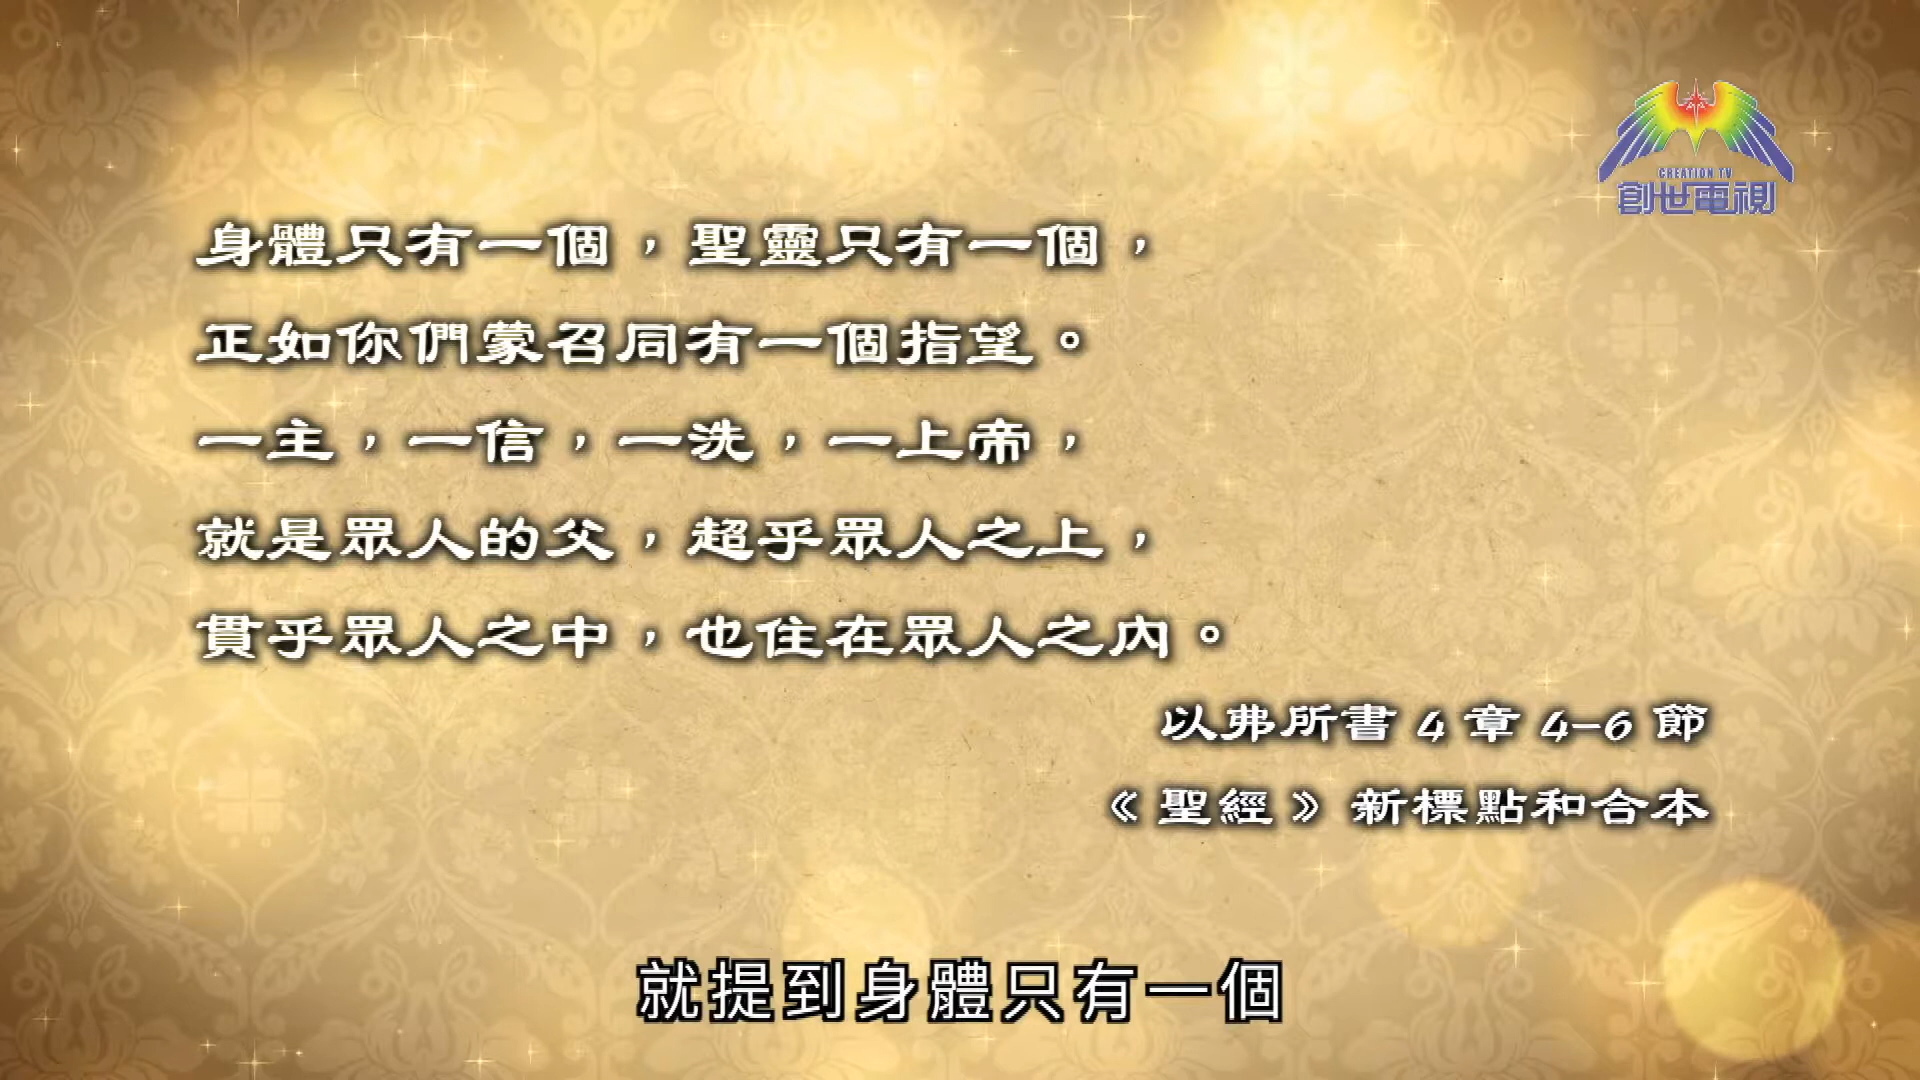 CREATION TV
創世電視
身體只有一個，聖靈只有一個，
正如你們蒙召同有一個指望。
一主，一信，一洗，一上帝，
就是眾人的父，超乎眾人之上，
貫乎眾人之中，也住在眾人之內。
以弗所書 4 章 4-6 節
《聖經》新標點和合本
就提到身體只有一個